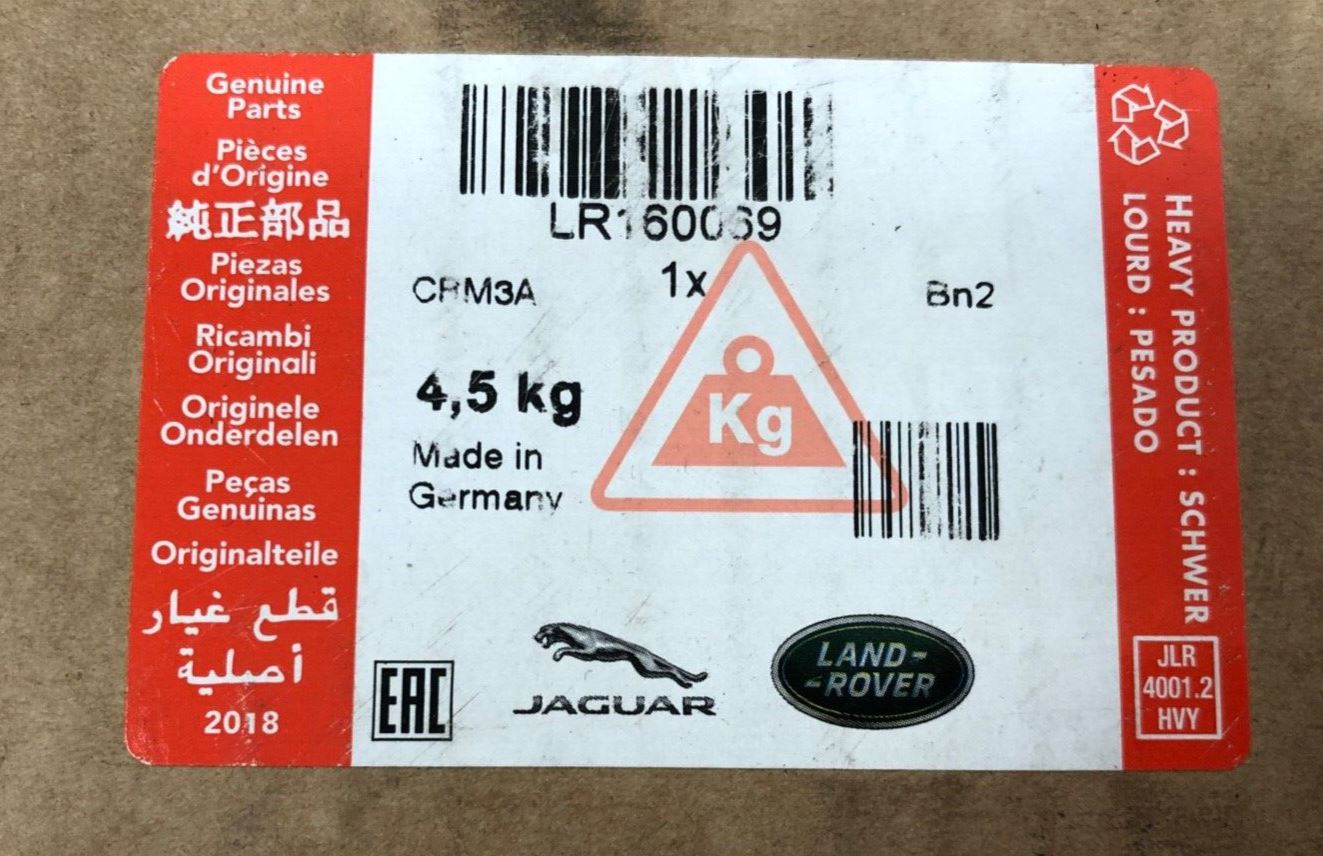 Genuine
Parts
Pièces
d'Origine
純正部品
Piezas
Originales
Ricambi
Originali
Originele
Onderdelen
Peças
Genuinas
Originalteile
قطع غيار
أصلية
2018
LR160069
CRM3A
1x
Bn2
4,5 kg
Kg
Made in
Germany
EAC
JAGUAR
LAND-
-ROVER
HEAVY PRODUCT : SCHWER
LOURD : PESADO
JLR
4001.2
HVY